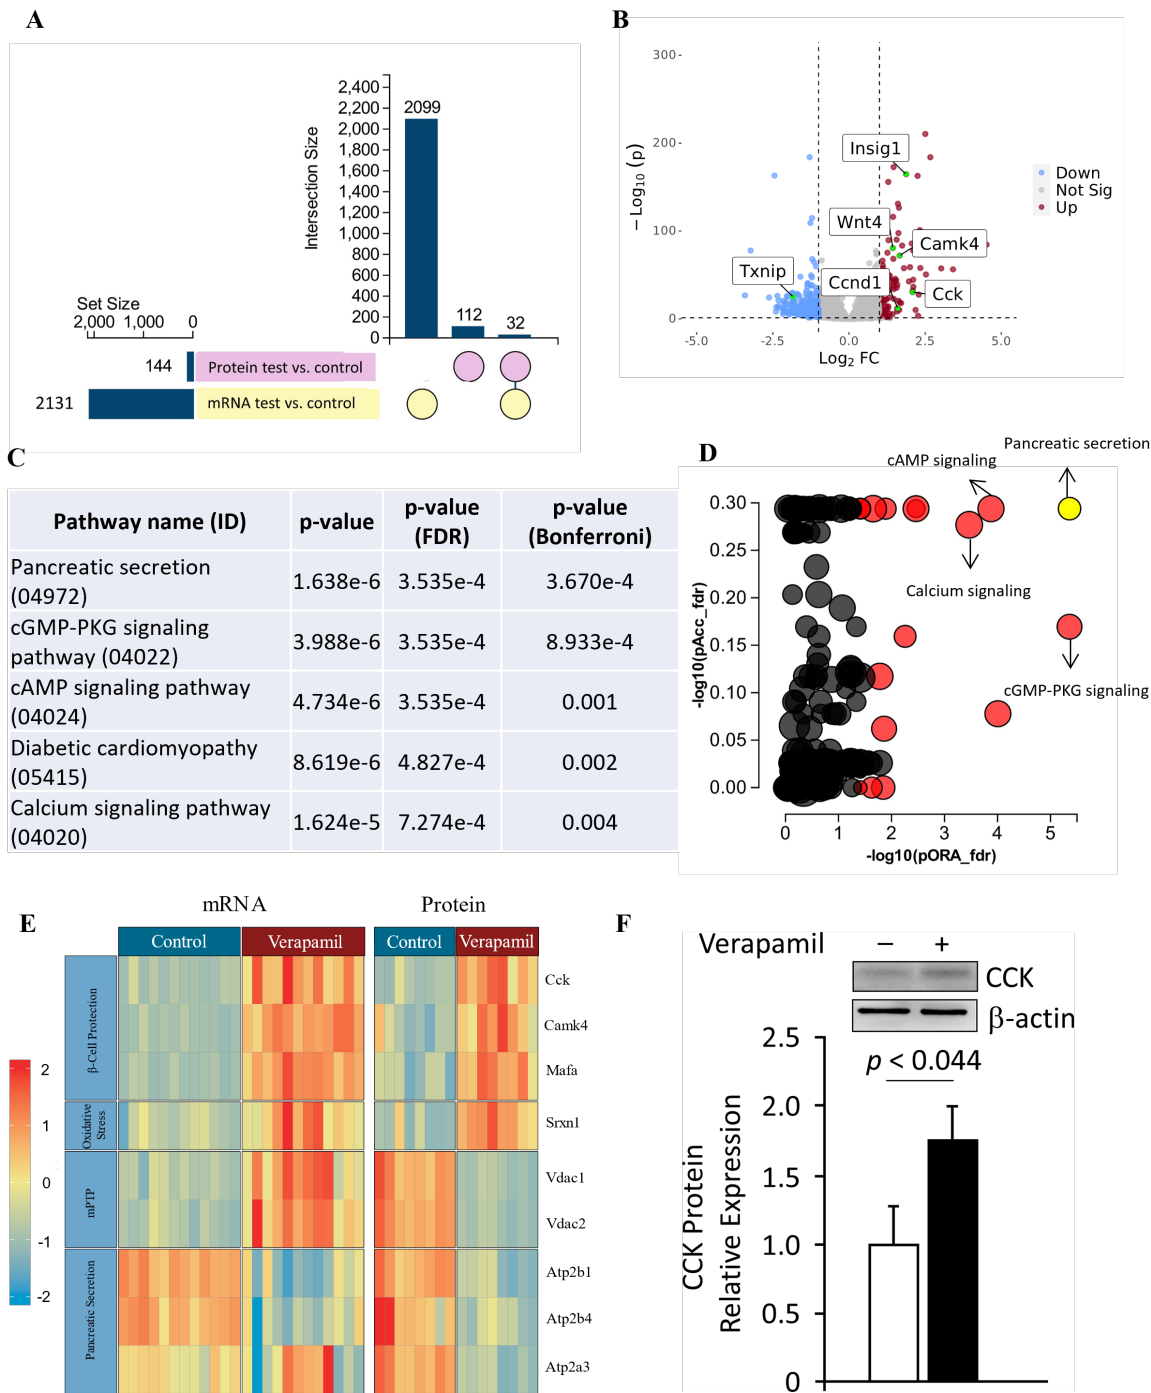 A
Intersection Size
2,400
2,200
2,000
1,800
1,600
1,400
1,200
1,000
800
600
400
200
0
2099
112
32
Set Size
2,000 1,000 0
144
Protein test vs. control
2131
mRNA test vs. control
B
−Log10 (p)
300
200
100
0
Insig1
Wnt4
Camk4
Txnip
Ccnd1
Cck
Down
Not Sig
Up
-5.0 -2.5 0.0 2.5 5.0
Log2 FC
C
Pathway name (ID) p-value p-value (FDR) p-value (Bonferroni)
Pancreatic secretion (04972) 1.638e-6 3.535e-4 3.670e-4
cGMP-PKG signaling pathway (04022) 3.988e-6 3.535e-4 8.933e-4
cAMP signaling pathway (04024) 4.734e-6 3.535e-4 0.001
Diabetic cardiomyopathy (05415) 8.619e-6 4.827e-4 0.002
Calcium signaling pathway (04020) 1.624e-5 7.274e-4 0.004
D
Pancreatic secretion
cAMP signaling
Calcium signaling
cGMP-PKG signaling
-log10(pAcc_fdr)
0.30
0.25
0.20
0.15
0.10
0.05
0.00
0 1 2 3 4 5
-log10(pORA_fdr)
E
mRNA Protein
Control Verapamil Control Verapamil
β-Cell Protection
Oxidative
Stress
mPTP
Pancreatic Secretion
Cck
Camk4
Mafa
Srxn1
Vdac1
Vdac2
Atp2b1
Atp2b4
Atp2a3
2
1
0
-1
-2
F
Verapamil − +
CCK
β-actin
p < 0.044
CCK Protein
Relative Expression
2.5
2.0
1.5
1.0
0.5
0